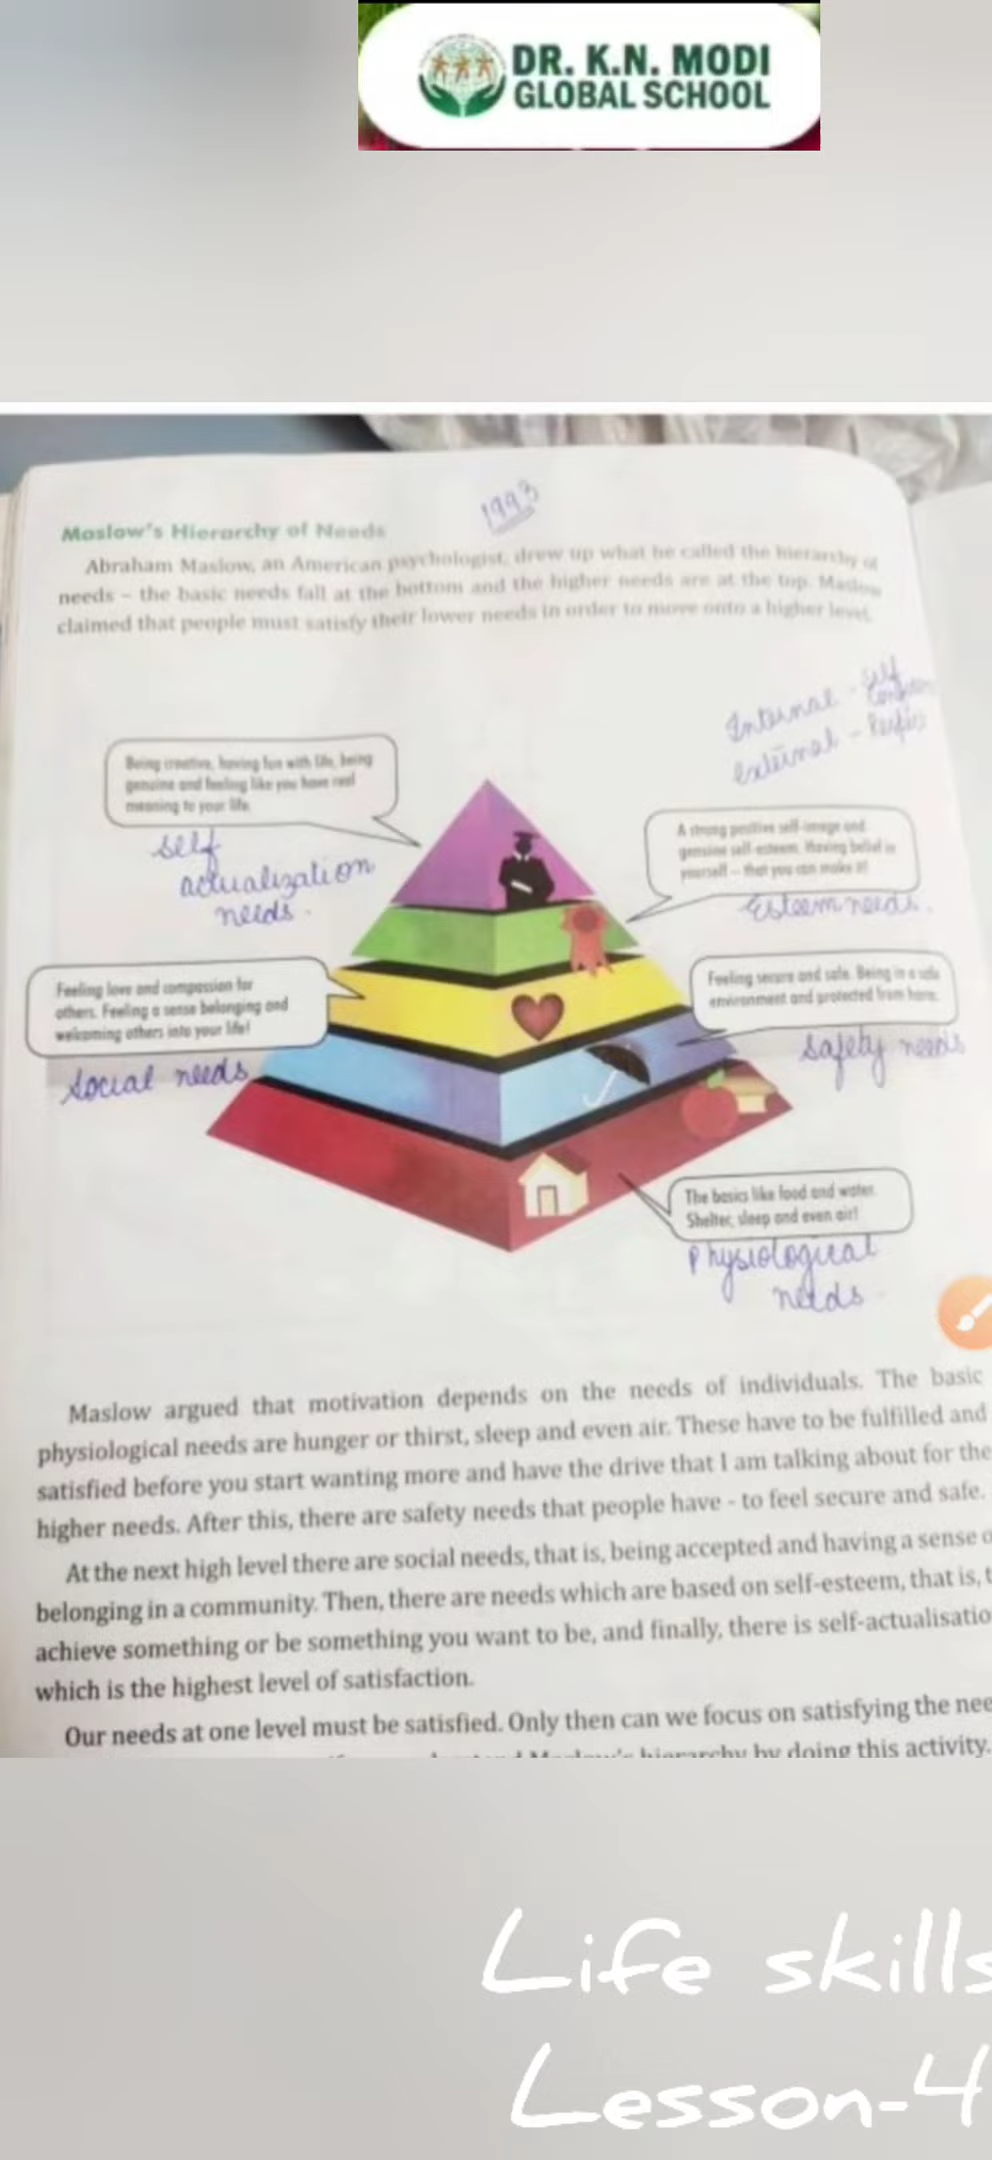 DR. K.N. MODI
GLOBAL SCHOOL
1993
Maslow's Hierarchy of Needs
Abraham Maslow, an American psychologist, drew up what he called the hierarchy of
needs – the basic needs fall at the bottom and the higher needs are at the top. Maslow
claimed that people must satisfy their lower needs in order to move onto a higher level.
Internal - Self
External -
Being creative, having fun with life, being
genuine and feeling like you have real
meaning to your life.
self
actualization
needs.
A strong positive self-image and
genuine self-esteem. Having belief in
yourself – that you can make it!
Esteem needs.
Feeling love and compassion for
others. Feeling a sense belonging and
welcoming others into your life!
Social needs
Feeling secure and safe. Being in a safe
environment and protected from harm.
Safety needs
The basics like food and water.
Shelter, sleep and even air!
Physiological
needs
Maslow argued that motivation depends on the needs of individuals. The basic
physiological needs are hunger or thirst, sleep and even air. These have to be fulfilled and
satisfied before you start wanting more and have the drive that I am talking about for the
higher needs. After this, there are safety needs that people have - to feel secure and safe.
At the next high level there are social needs, that is, being accepted and having a sense o
belonging in a community. Then, there are needs which are based on self-esteem, that is, t
achieve something or be something you want to be, and finally, there is self-actualisatio
which is the highest level of satisfaction.
Our needs at one level must be satisfied. Only then can we focus on satisfying the nee
Maslow's hierarchy by doing this activity.
Life skills
Lesson-4